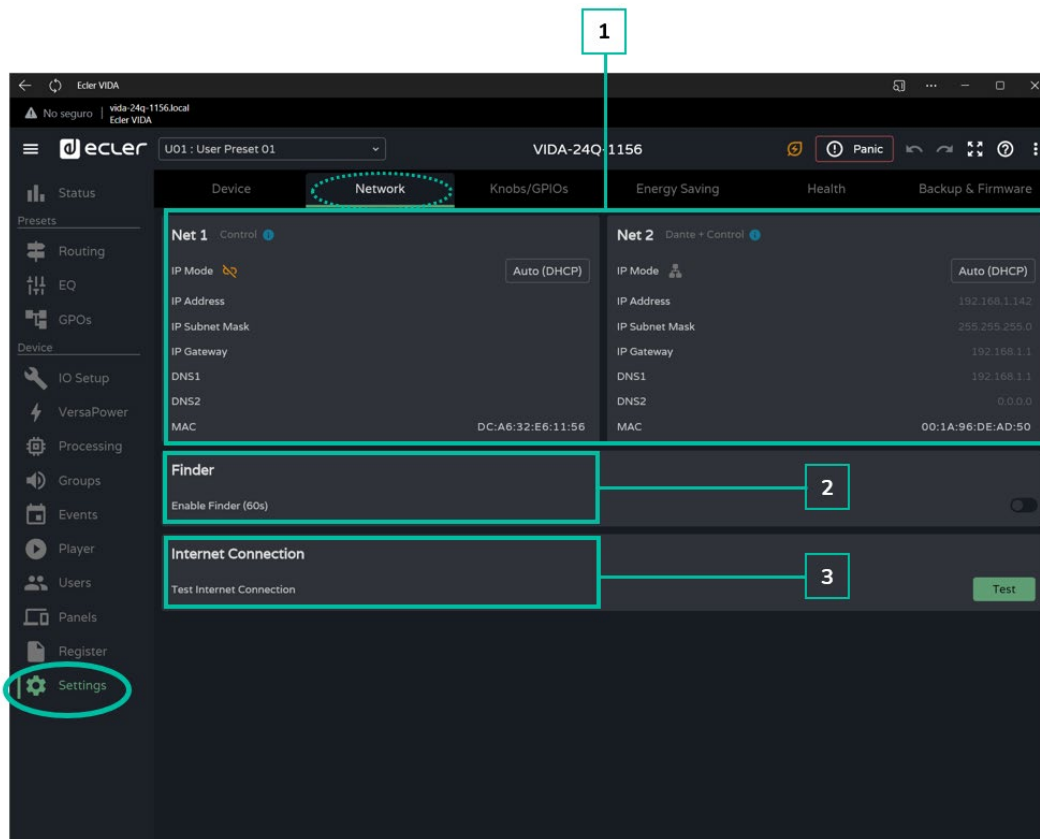 1
Ecler VIDA
No seguro | vida-24q-1156.local
Ecler VIDA
ecler
U01 : User Preset 01
VIDA-24Q-1156
Panic
Status
Presets
Routing
EQ
GPOs
Device
IO Setup
VersaPower
Processing
Groups
Events
Player
Users
Panels
Register
Settings
Device Network Knobs/GPIOs Energy Saving Health Backup & Firmware
Net 1 Control
IP Mode Auto (DHCP)
IP Address
IP Subnet Mask
IP Gateway
DNS1
DNS2
MAC DC:A6:32:E6:11:56
Net 2 Dante + Control
IP Mode Auto (DHCP)
IP Address 192.168.1.142
IP Subnet Mask 255.255.255.0
IP Gateway 192.168.1.1
DNS1 192.168.1.1
DNS2 0.0.0.0
MAC 00:1A:96:DE:AD:50
Finder
Enable Finder (60s)
2
Internet Connection
Test Internet Connection
3
Test